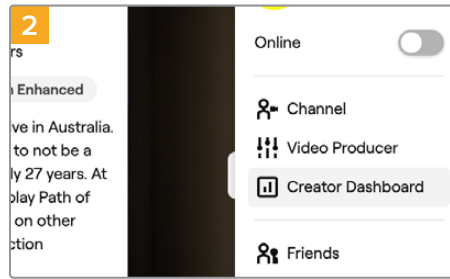 2
rs
Enhanced
ve in Australia.
to not be a
ly 27 years. At
play Path of
on other
ction
Online
Channel
Video Producer
Creator Dashboard
Friends